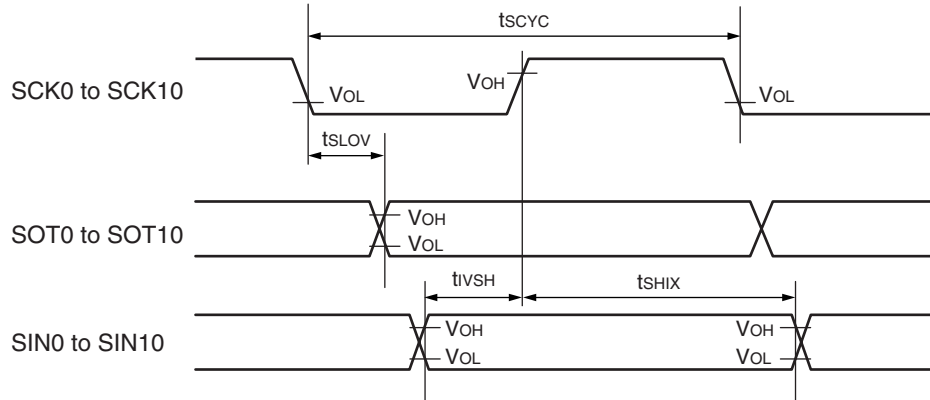 tSCYC
SCK0 to SCK10
VOL
VOH
VOL
tSLOV
SOT0 to SOT10
VOH
VOL
tIVSH
tSHIX
SIN0 to SIN10
VOH
VOL
VOH
VOL